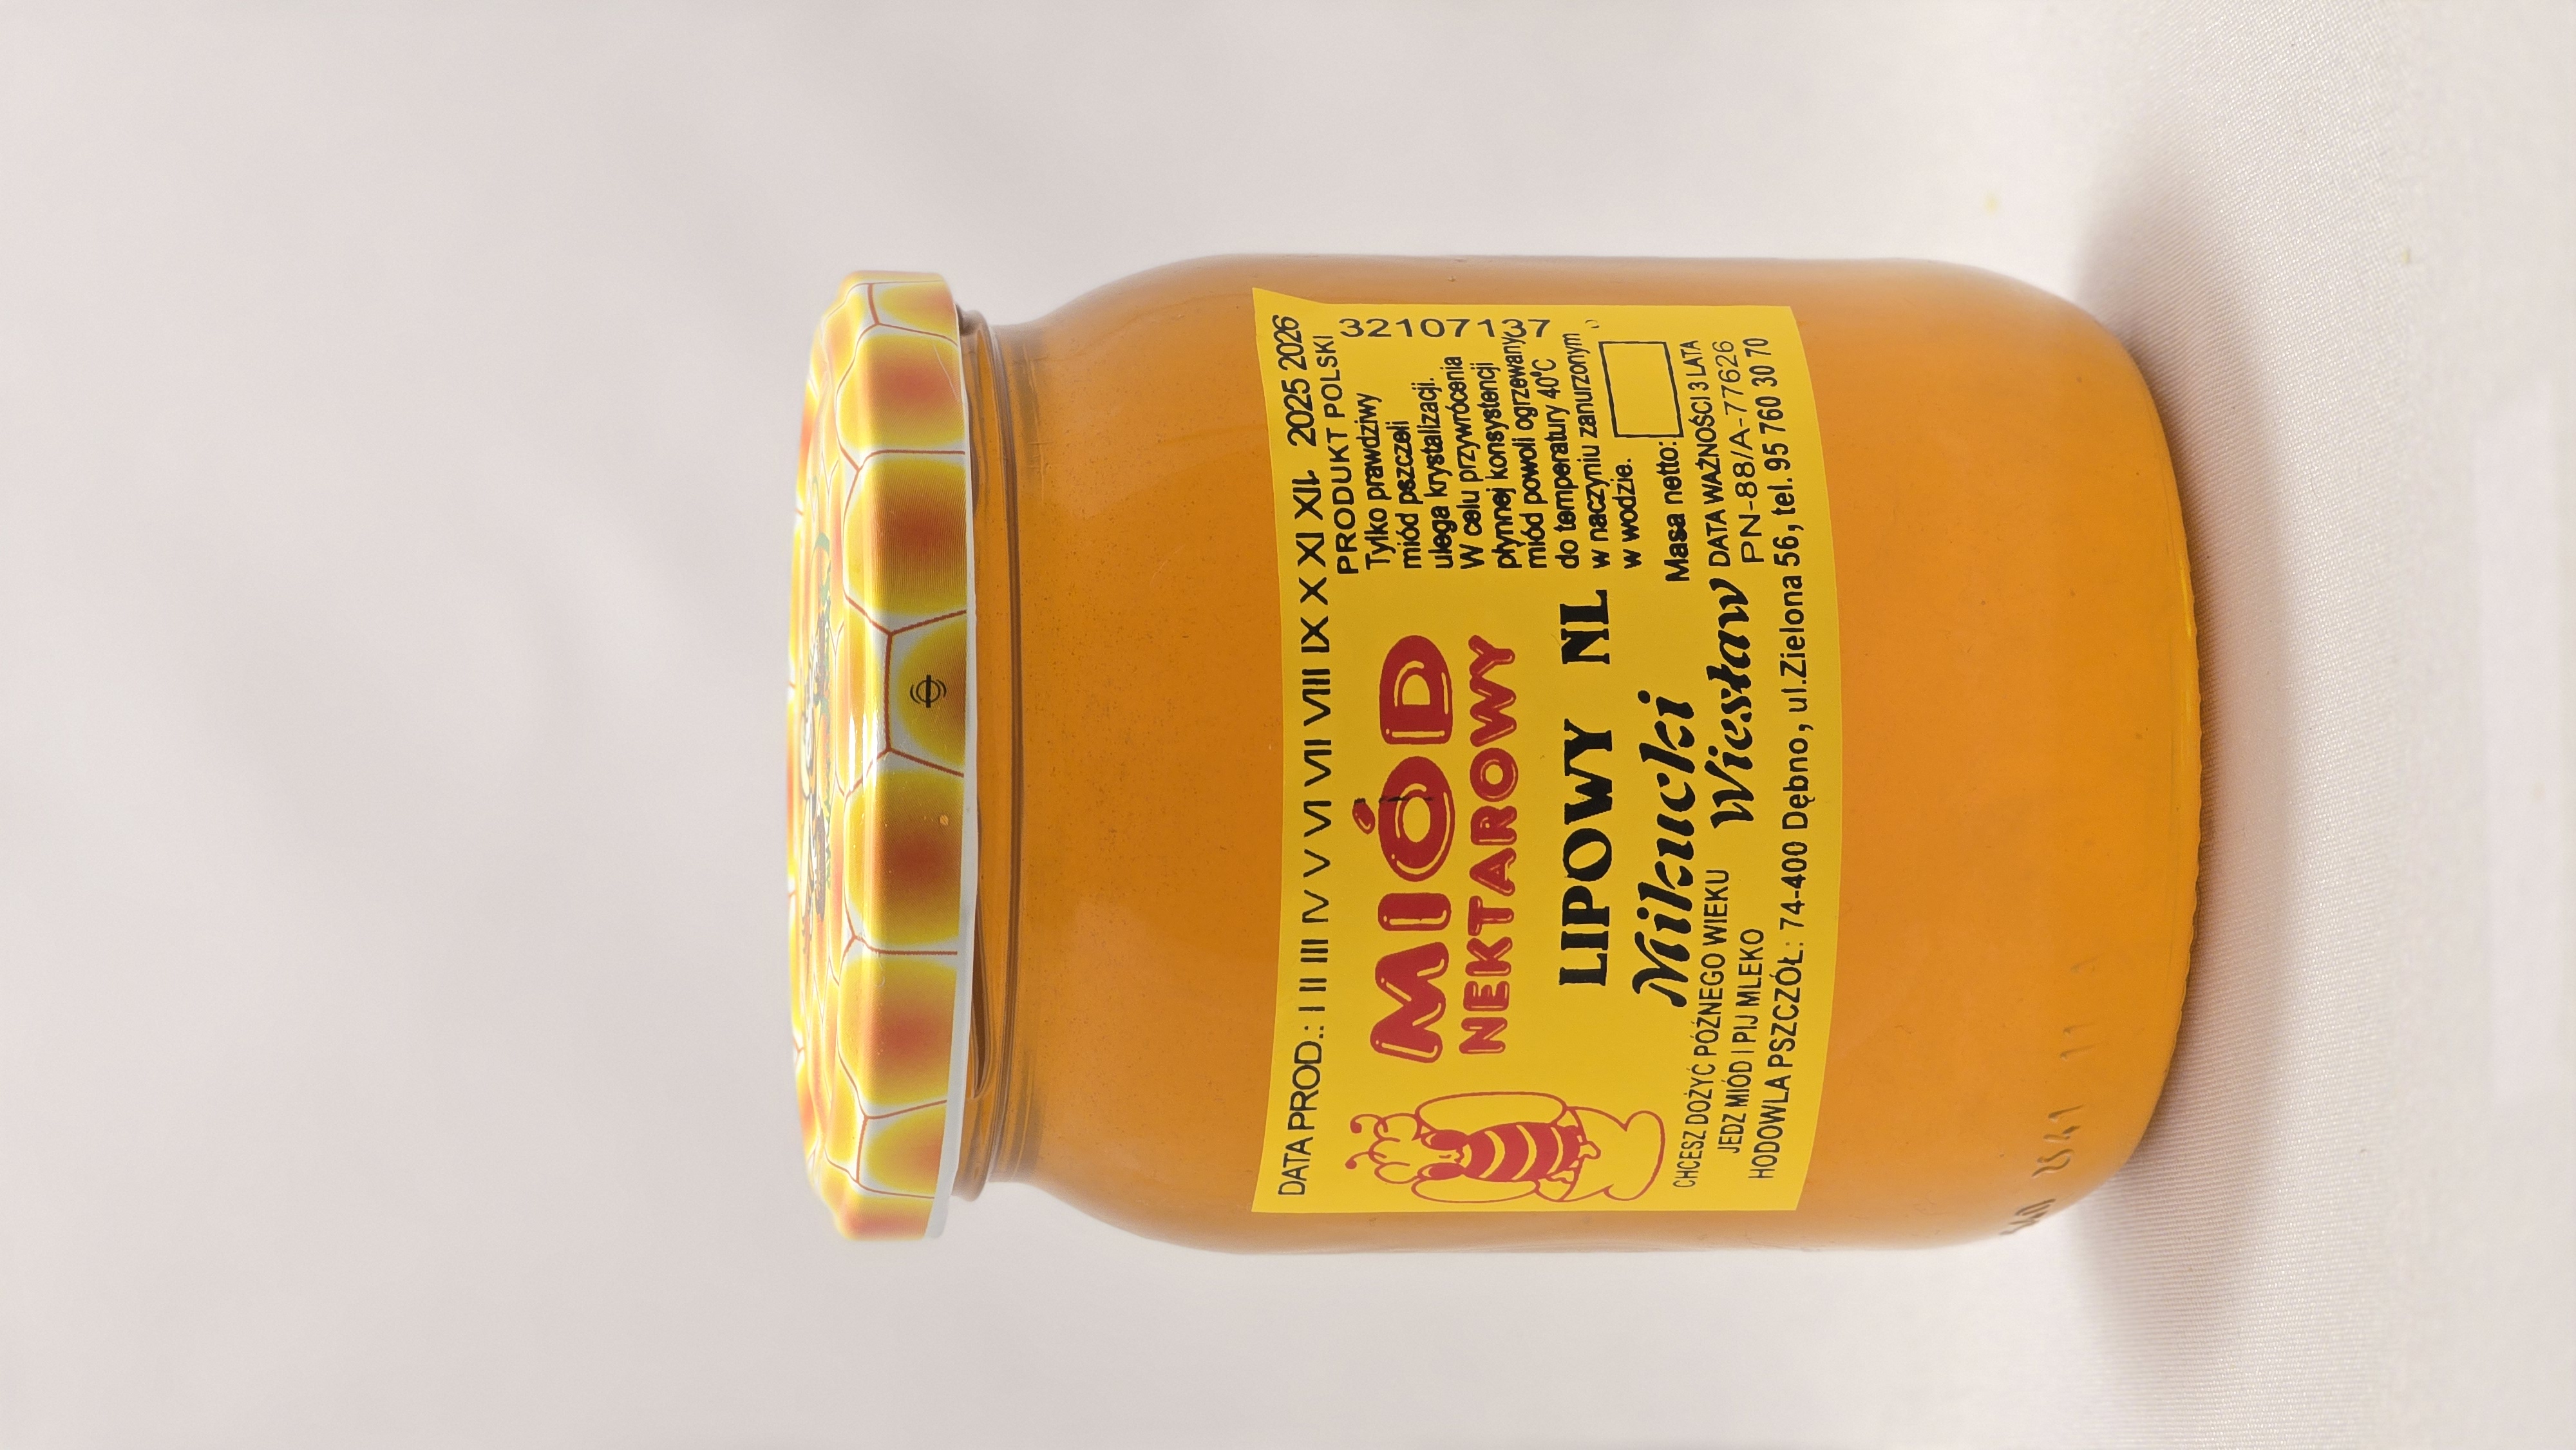 DATA PROD.: I II III IV V VI VII VIII IX X XI XII. 2025 2026
PRODUKT POLSKI
MIÓD
NEKTAROWY
LIPOWY NL
Mikucki
Wiesław
Tylko prawdziwy
miód pszczeli
ulega krystalizacji.
W celu przywrócenia
płynnej konsystencji
miód powoli ogrzewany
do temperatury 40°C
w naczyniu zanurzonym
w wodzie.
32107137
Masa netto:
DATA WAŻNOŚCI 3 LATA
PN-88/A-77626
CHCESZ DOŻYĆ PÓŹNEGO WIEKU
JEDZ MIÓD I PIJ MLEKO
HODOWLA PSZCZÓŁ: 74-400 Dębno, ul.Zielona 56, tel. 95 760 30 70